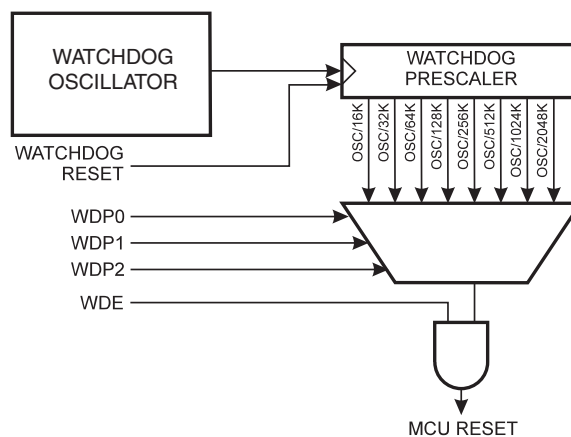 WATCHDOG
OSCILLATOR
WATCHDOG
PRESCALER
WATCHDOG
RESET
OSC/16K
OSC/32K
OSC/64K
OSC/128K
OSC/256K
OSC/512K
OSC/1024K
OSC/2048K
WDP0
WDP1
WDP2
WDE
MCU RESET